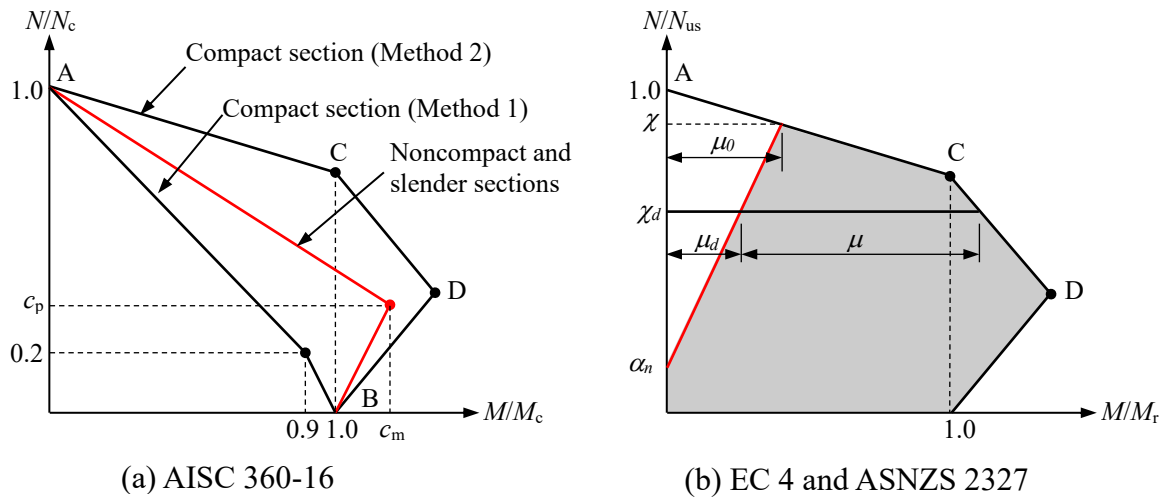 N/Nc
A
Compact section (Method 2)
1.0
Compact section (Method 1)
C
Noncompact and
slender sections
D
cp
0.2
B
M/Mc
0.9 1.0 cm
(a) AISC 360-16
N/Nus
A
1.0
χ
μ0
C
χd
μd
μ
D
αn
M/Mr
1.0
(b) EC 4 and ASNZS 2327